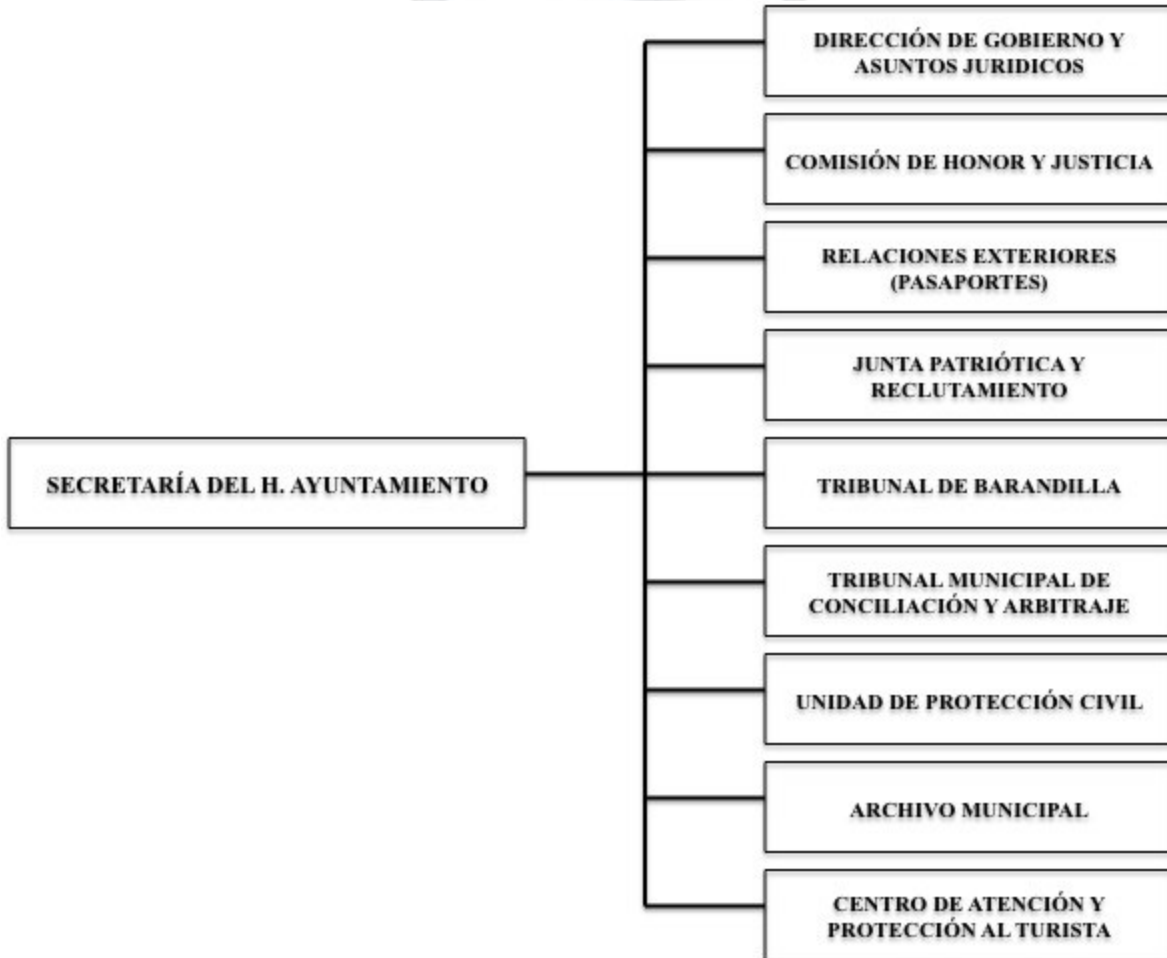 DIRECCIÓN DE GOBIERNO Y
ASUNTOS JURIDICOS
COMISIÓN DE HONOR Y JUSTICIA
RELACIONES EXTERIORES
(PASAPORTES)
JUNTA PATRIÓTICA Y
RECLUTAMIENTO
SECRETARÍA DEL H. AYUNTAMIENTO
TRIBUNAL DE BARANDILLA
TRIBUNAL MUNICIPAL DE
CONCILIACIÓN Y ARBITRAJE
UNIDAD DE PROTECCIÓN CIVIL
ARCHIVO MUNICIPAL
CENTRO DE ATENCIÓN Y
PROTECCIÓN AL TURISTA